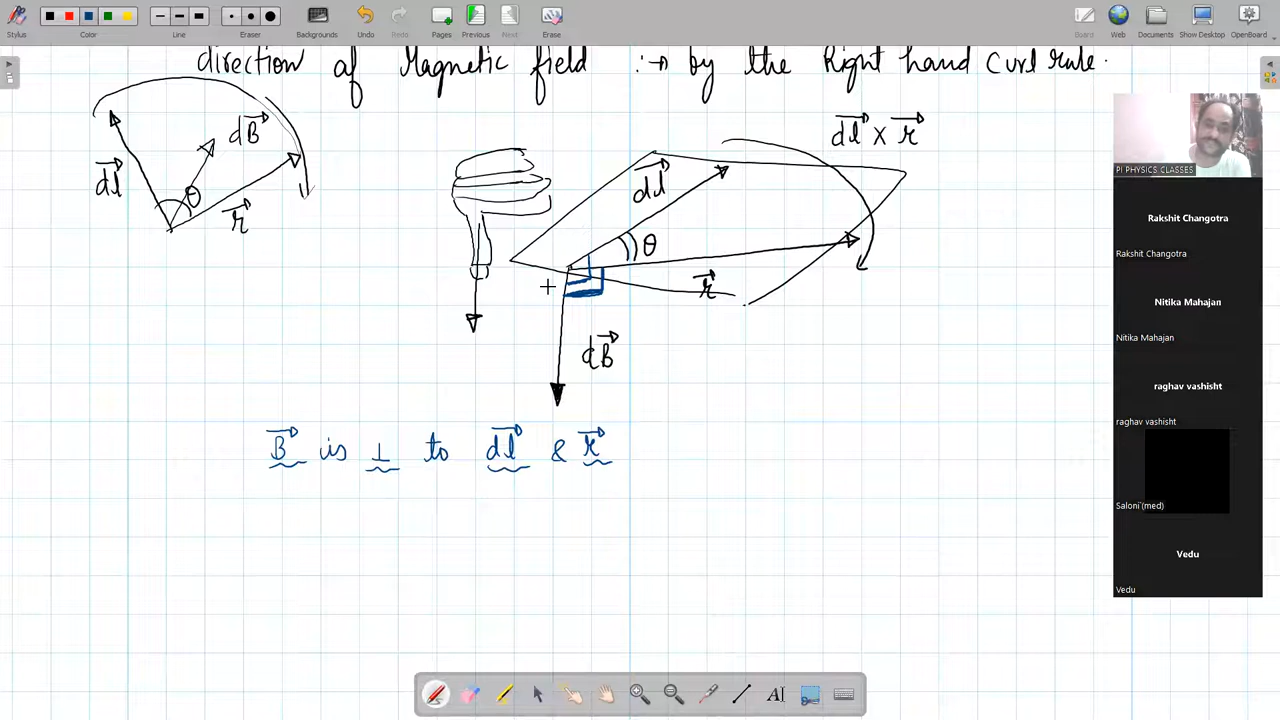 Stylus Color Line Eraser Backgrounds Undo Redo Pages Previous Next Erase Board Web Documents Show Desktop OpenBoard
direction of Magnetic field :→ by the Right hand Curl rule.
dl⃗ x r⃗
dB⃗
dl⃗
θ
r⃗
dl⃗
θ
r⃗
dB⃗
B⃗ is ⊥ to dl⃗ & r⃗
PI PHYSICS CLASSES
Rakshit Changotra
Rakshit Changotra
Nitika Mahajan
Nitika Mahajan
raghav vashisht
raghav vashisht
Saloni (med)
Vedu
Vedu
AI